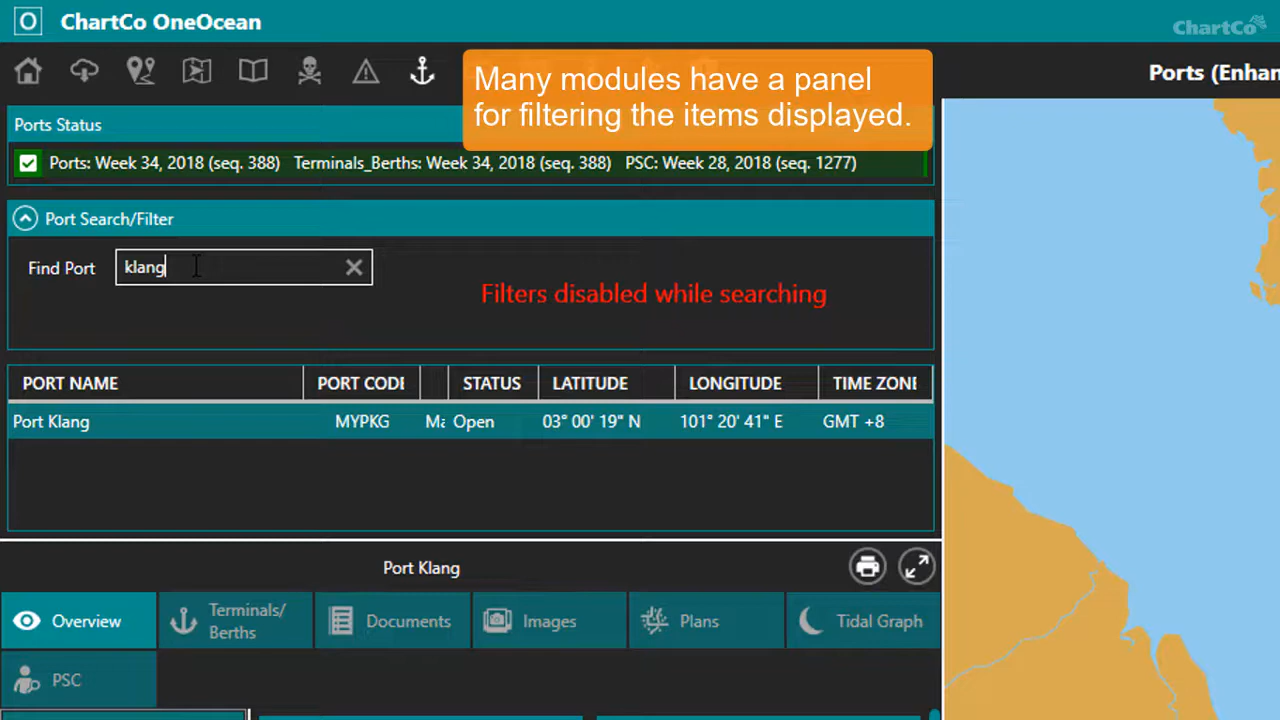 O ChartCo OneOcean
ChartCo
Many modules have a panel
for filtering the items displayed.
Ports (Enhan
Ports Status
Ports: Week 34, 2018 (seq. 388) Terminals_Berths: Week 34, 2018 (seq. 388) PSC: Week 28, 2018 (seq. 1277)
Port Search/Filter
Find Port klang
Filters disabled while searching
PORT NAME PORT CODE STATUS LATITUDE LONGITUDE TIME ZONE
Port Klang MYPKG Ma Open 03° 00' 19" N 101° 20' 41" E GMT +8
Port Klang
Overview
Terminals/
Berths
Documents
Images
Plans
Tidal Graph
PSC